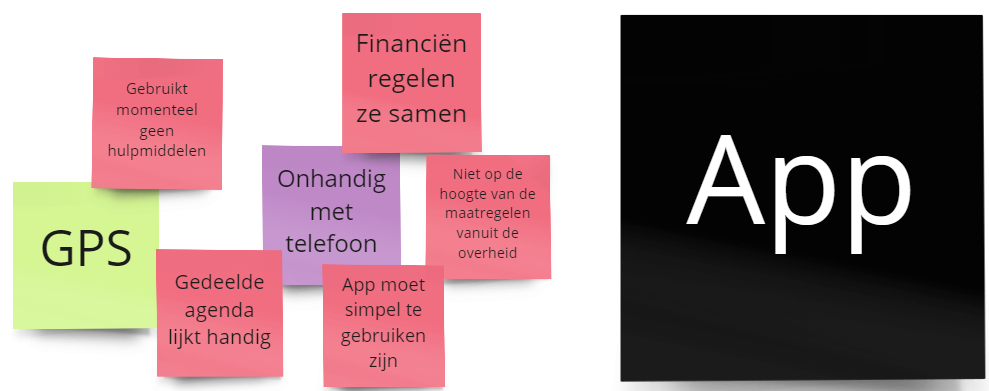 Financiën
regelen
ze samen
Gebruikt
momenteel
geen
hulpmiddelen
Onhandig
met
telefoon
Niet op de
hoogte van de
maatregelen
vanuit de
overheid
GPS
Gedeelde
agenda
lijkt handig
App moet
simpel te
gebruiken
zijn
App